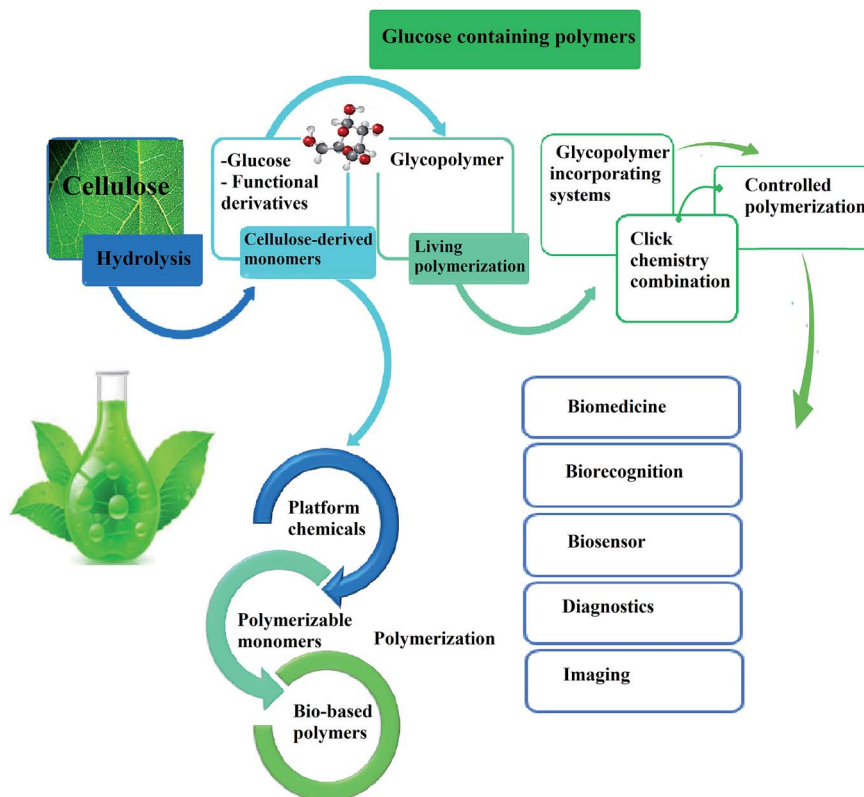 Glucose containing polymers
Cellulose
Hydrolysis
-Glucose
- Functional
derivatives
Cellulose-derived
monomers
Glycopolymer
Living
polymerization
Glycopolymer
incorporating
systems
Controlled
polymerization
Click
chemistry
combination
Platform
chemicals
Polymerizable
monomers
Polymerization
Bio-based
polymers
Biomedicine
Biorecognition
Biosensor
Diagnostics
Imaging